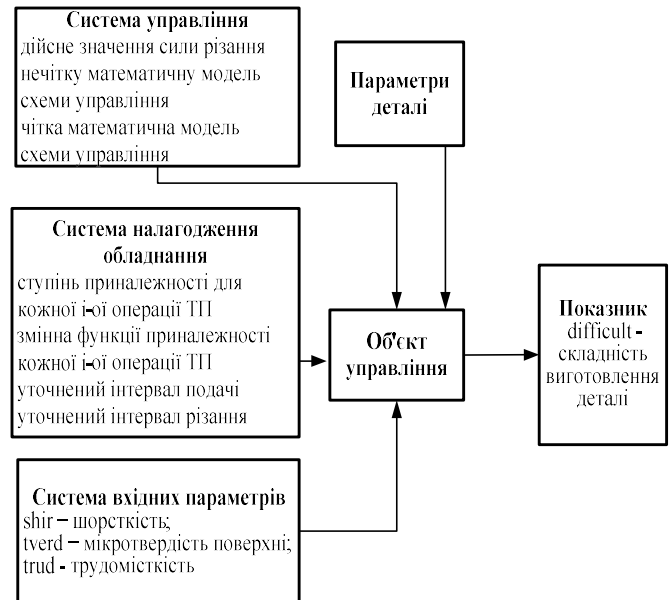 Система управління
дійсне значення сили різання
нечітку математичну модель
схеми управління
чітка математична модель
схеми управління
Параметри
деталі
Система налагодження
обладнання
ступінь приналежності для
кожної і-ої операції ТП
змінна функції приналежності
кожної і-ої операції ТП
уточнений інтервал подачі
уточнений інтервал різання
Об'єкт
управління
Показник
difficult -
складність
виготовлення
деталі
Система вхідних параметрів
shir – шорсткість;
tverd – мікротвердість поверхні;
trud - трудомісткість